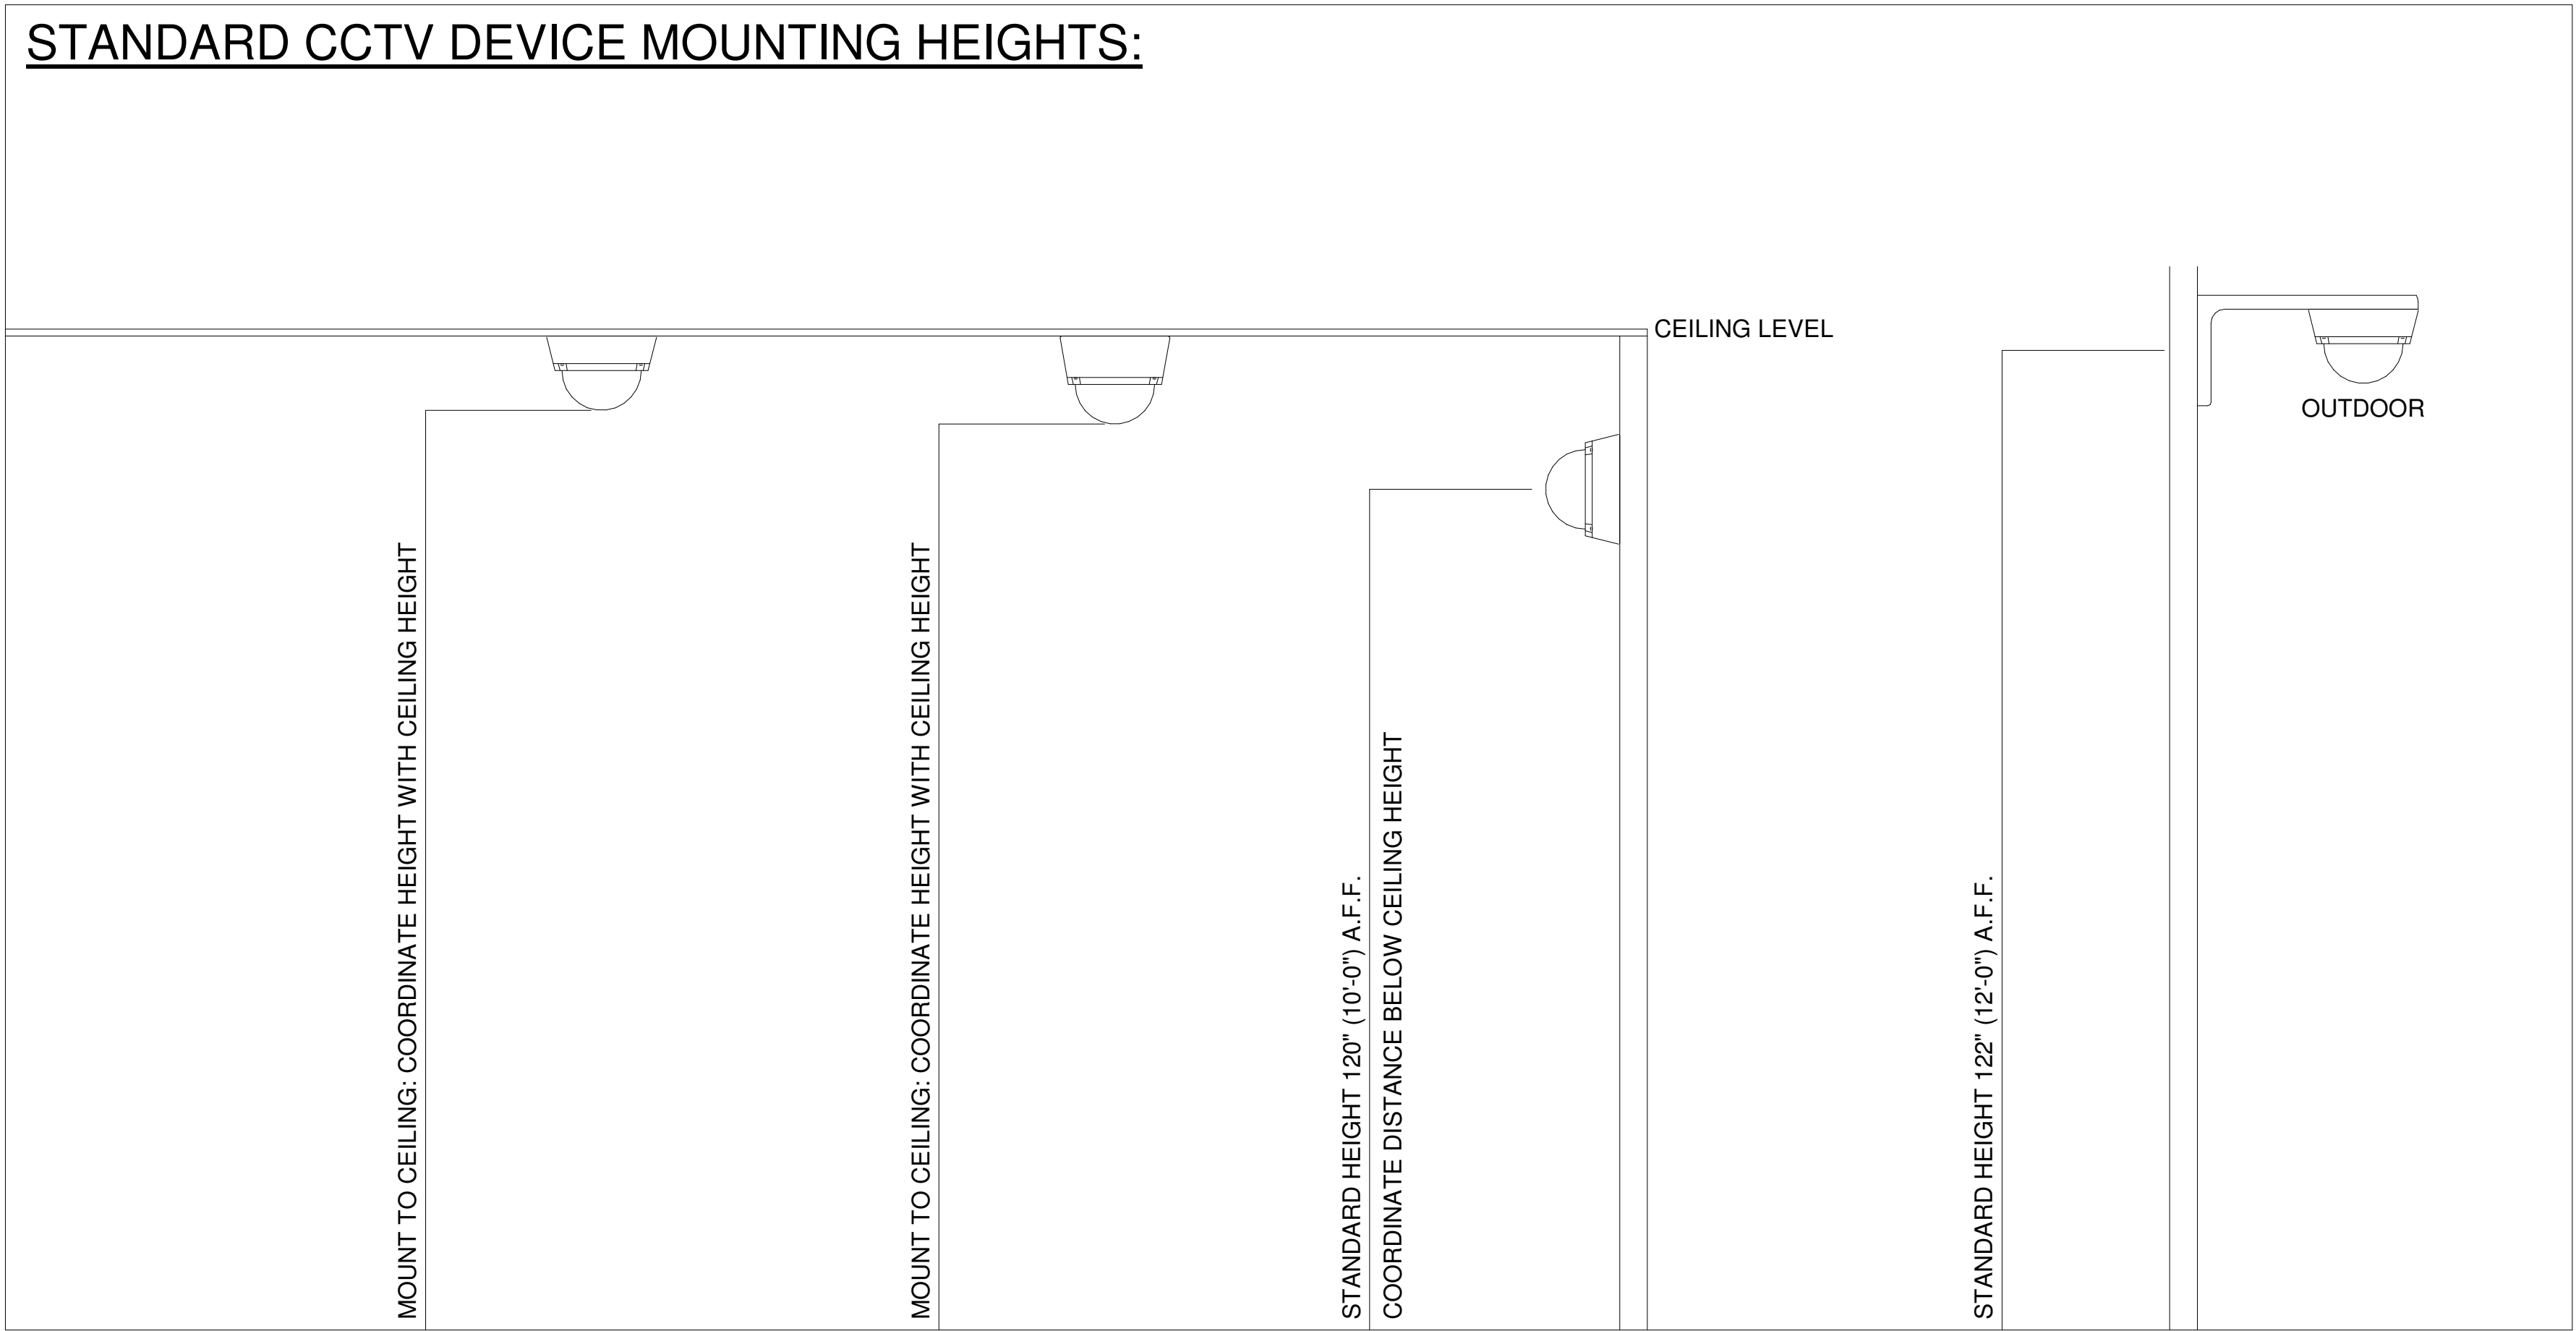 STANDARD CCTV DEVICE MOUNTING HEIGHTS:
CEILING LEVEL
OUTDOOR
MOUNT TO CEILING: COORDINATE HEIGHT WITH CEILING HEIGHT
MOUNT TO CEILING: COORDINATE HEIGHT WITH CEILING HEIGHT
STANDARD HEIGHT 120" (10'-0") A.F.F.
COORDINATE DISTANCE BELOW CEILING HEIGHT
STANDARD HEIGHT 122" (12'-0") A.F.F.